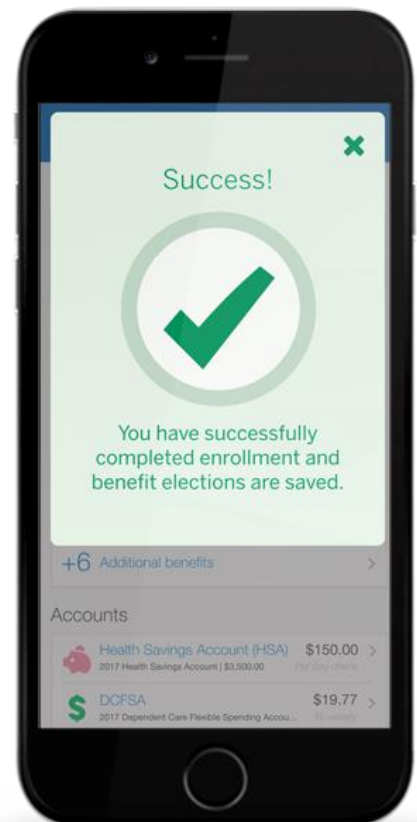 Success!
You have successfully
completed enrollment and
benefit elections are saved.
+6 Additional benefits
Accounts
Health Savings Account (HSA) $150.00
2017 Health Savings Account | $3,500.00 Per pay check
DCFSA $19.77
2017 Dependent Care Flexible Spending Accou... Bi-weekly